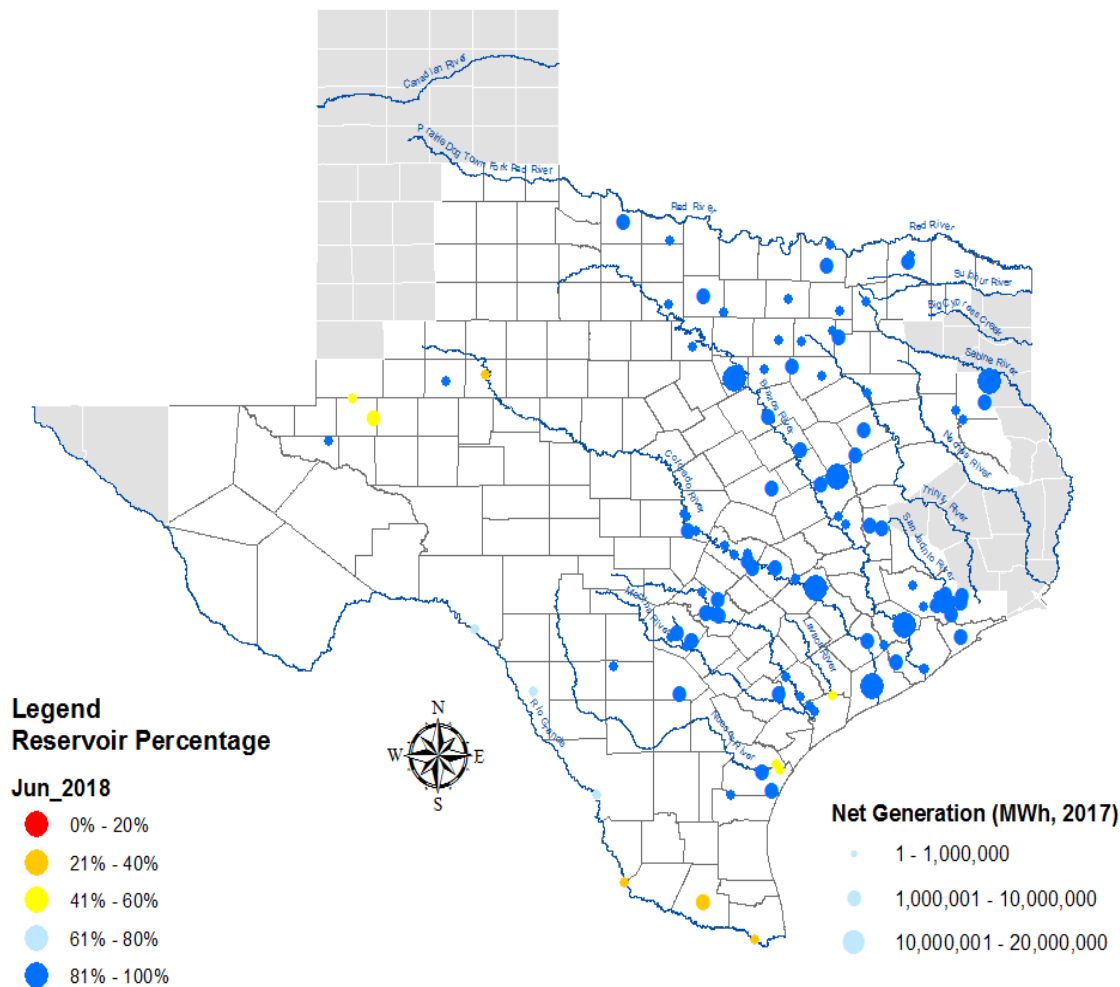 Canadian River
Prairie Dog Town Fork Red River
Red River
Red River
Sulphur River
Big Cypress Creek
Sabine River
Brazos River
Neches River
Colorado River
Trinity River
San Jacinto River
Medina River
Lavaca River
Rio Grande
Nueces River
N
W E
S
Legend
Reservoir Percentage
Jun_2018
0% - 20%
21% - 40%
41% - 60%
61% - 80%
81% - 100%
Net Generation (MWh, 2017)
1 - 1,000,000
1,000,001 - 10,000,000
10,000,001 - 20,000,000